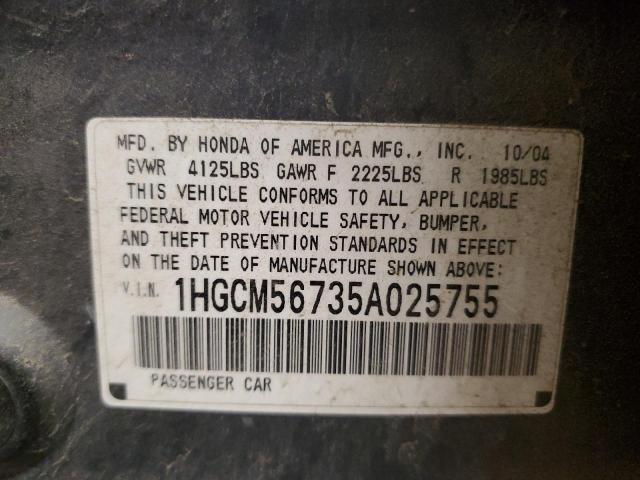 MFD. BY HONDA OF AMERICA MFG., INC. 10/04
GVWR 4125LBS GAWR F 2225LBS R 1985LBS
THIS VEHICLE CONFORMS TO ALL APPLICABLE
FEDERAL MOTOR VEHICLE SAFETY, BUMPER,
AND THEFT PREVENTION STANDARDS IN EFFECT
ON THE DATE OF MANUFACTURE SHOWN ABOVE:
V.I.N. 1HGCM56735A025755
PASSENGER CAR